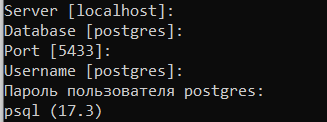 Server [localhost]:
Database [postgres]:
Port [5433]:
Username [postgres]:
Пароль пользователя postgres:
psql (17.3)